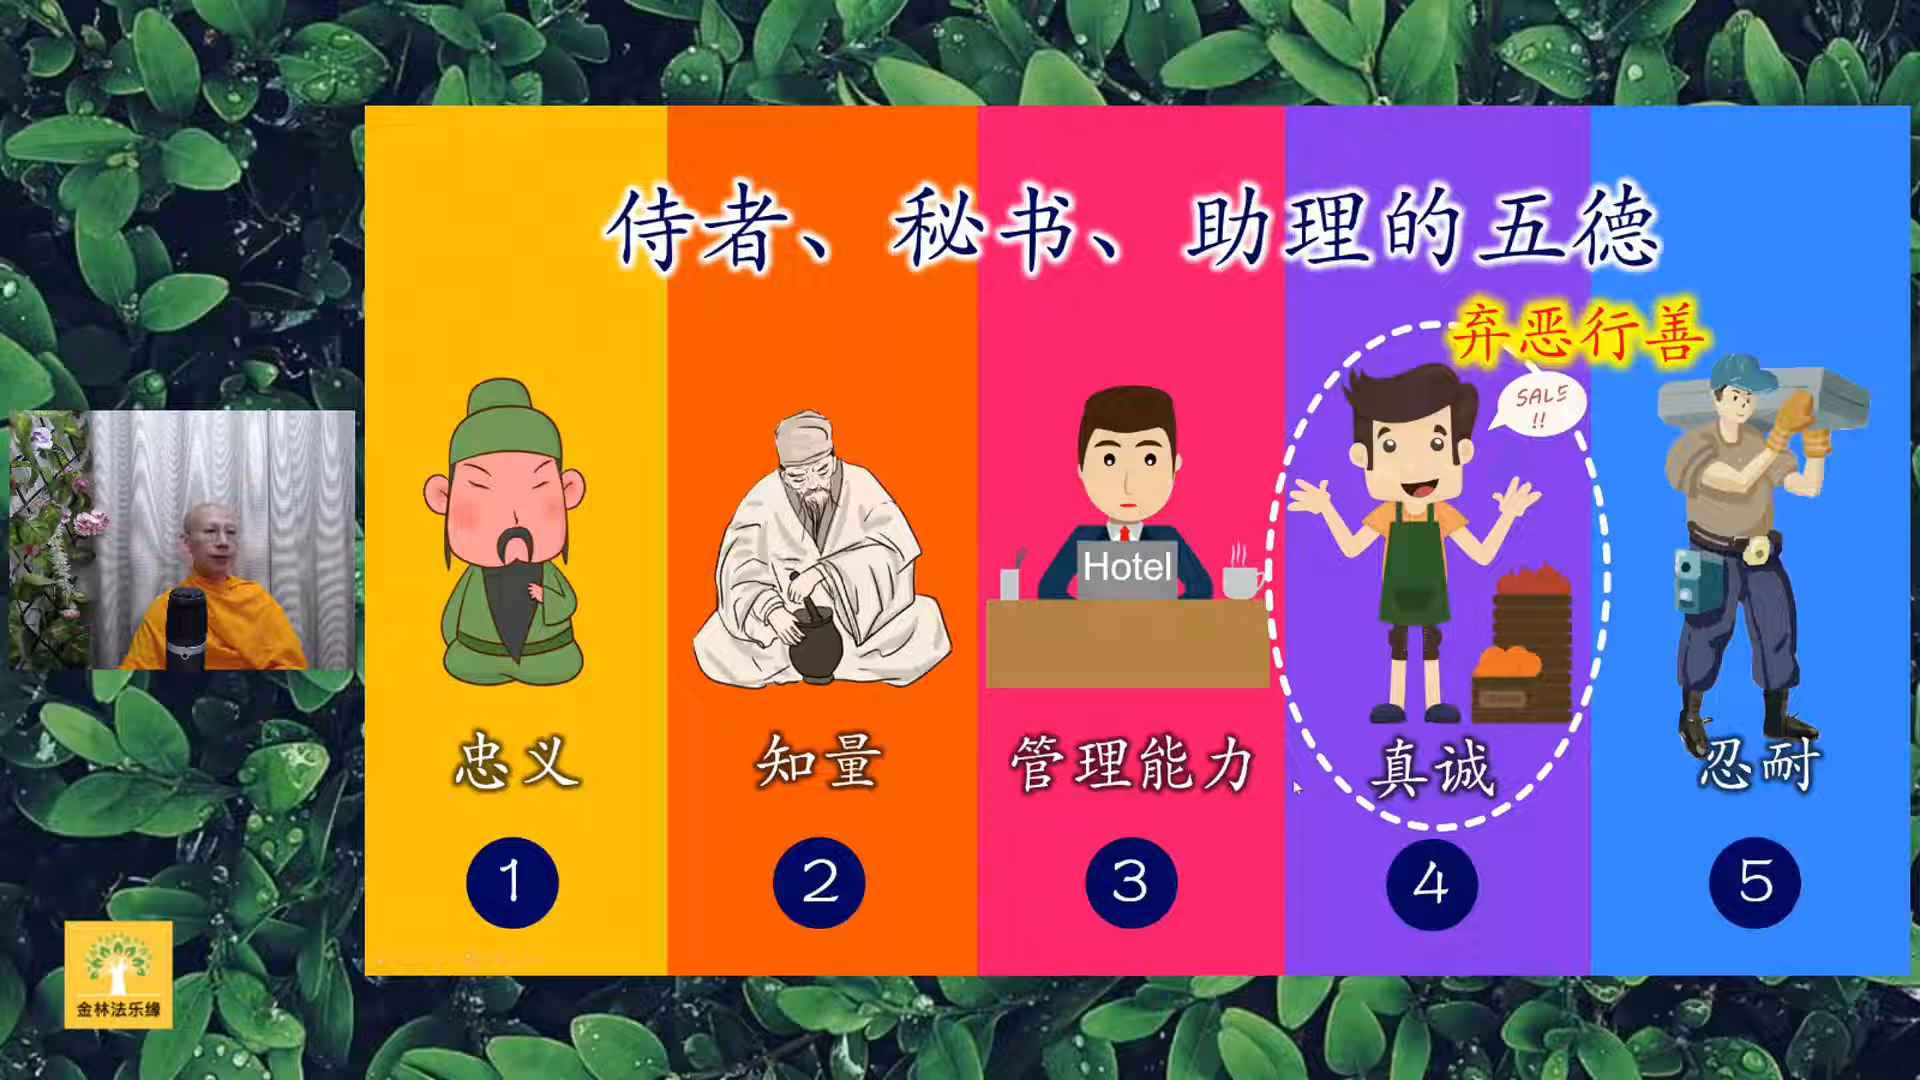 侍者、秘书、助理的五德
弃恶行善
SALE
!!
Hotel
忠义
知量
管理能力
真诚
忍耐
1
2
3
4
5
金林法乐缘